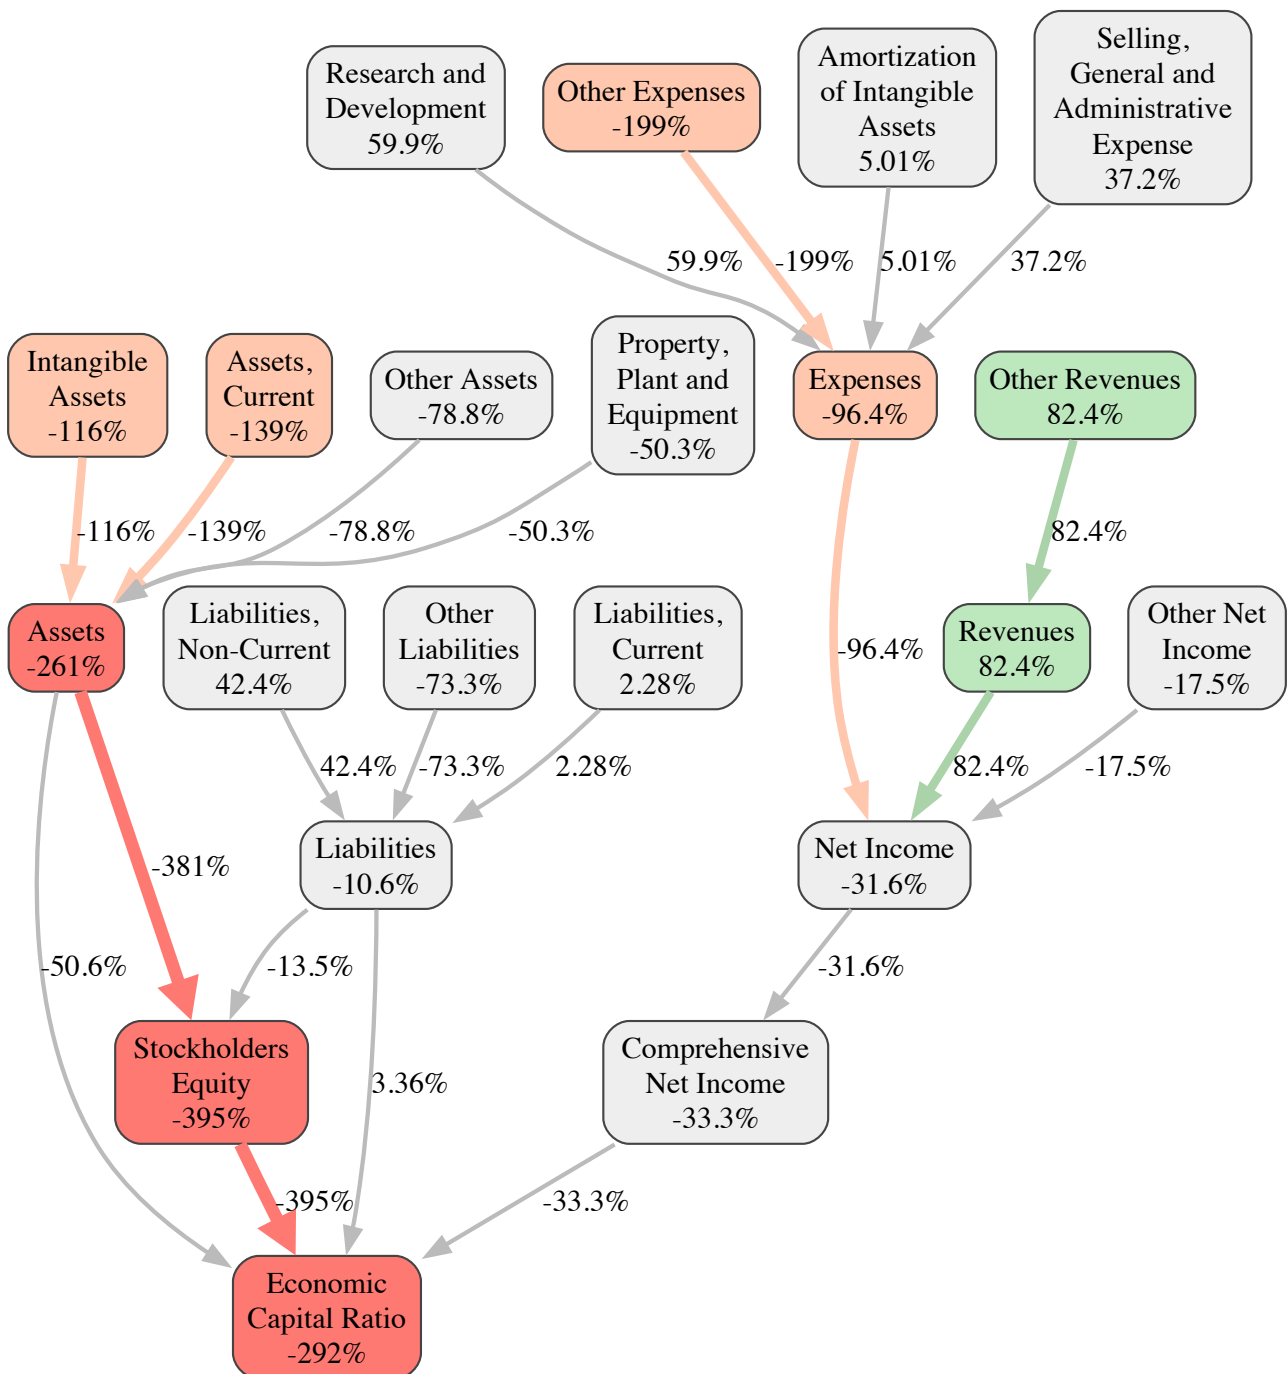 Research and
Development
59.9%
Other Expenses
-199%
Amortization
of Intangible
Assets
5.01%
Selling,
General and
Administrative
Expense
37.2%
59.9%
-199%
5.01%
37.2%
Intangible
Assets
-116%
Assets,
Current
-139%
Other Assets
-78.8%
Property,
Plant and
Equipment
-50.3%
Expenses
-96.4%
Other Revenues
82.4%
-116%
-139%
-78.8%
-50.3%
82.4%
Assets
-261%
Liabilities,
Non-Current
42.4%
Other
Liabilities
-73.3%
Liabilities,
Current
2.28%
-96.4%
Revenues
82.4%
Other Net
Income
-17.5%
42.4%
-73.3%
2.28%
82.4%
-17.5%
-381%
Liabilities
-10.6%
Net Income
-31.6%
-50.6%
-13.5%
-31.6%
Stockholders
Equity
-395%
3.36%
Comprehensive
Net Income
-33.3%
-395%
-33.3%
Economic
Capital Ratio
-292%